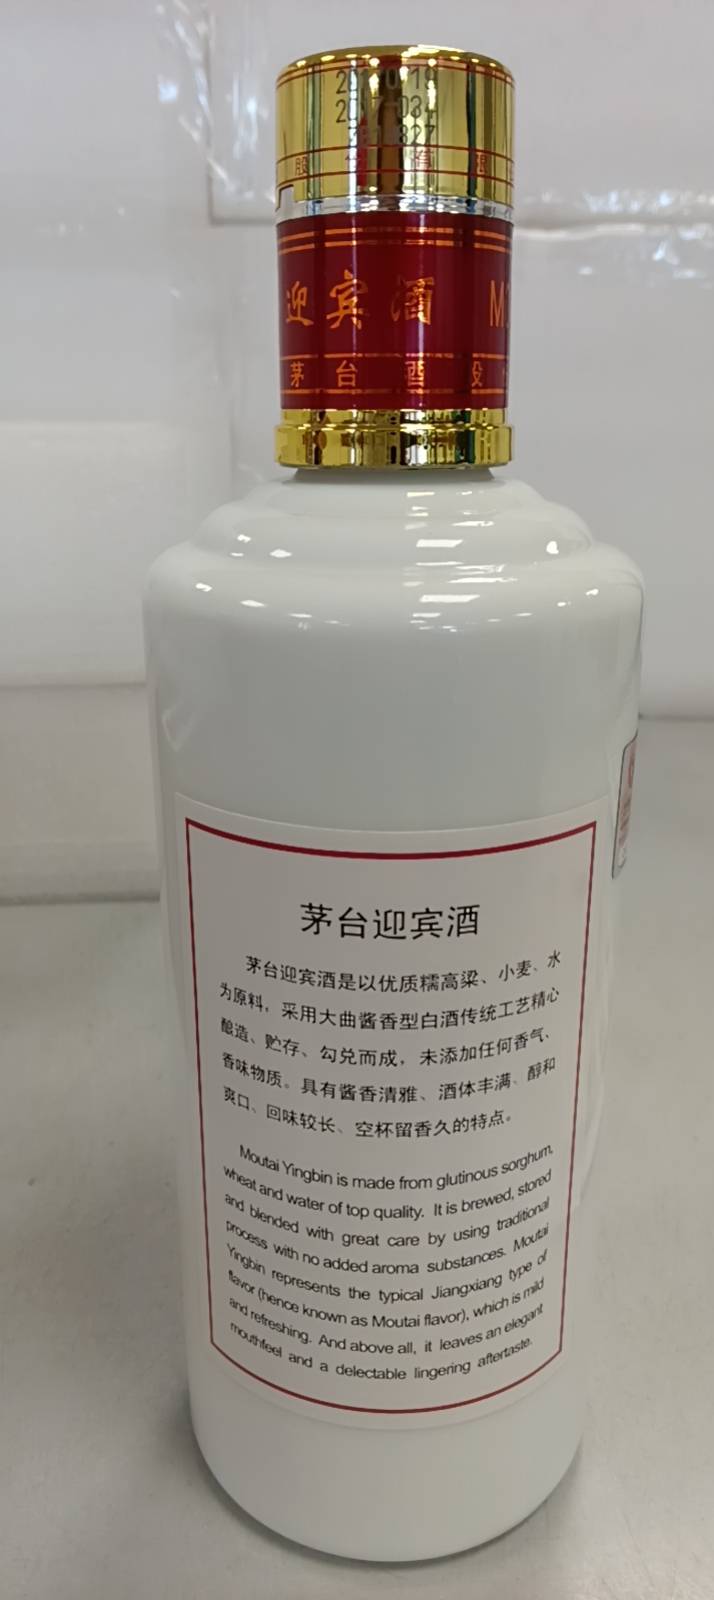 股 份 有 限
迎宾酒 M
茅 台 酒 股
茅台迎宾酒
茅台迎宾酒是以优质糯高粱、小麦、水
为原料，采用大曲酱香型白酒传统工艺精心
酿造、贮存、勾兑而成，未添加任何香气、
香味物质。具有酱香清雅、酒体丰满、醇和
爽口、回味较长、空杯留香久的特点。
Moutai Yingbin is made from glutinous sorghum,
wheat and water of top quality. It is brewed, stored
and blended with great care by using traditional
process with no added aroma substances. Moutai
Yingbin represents the typical Jiangxiang type of
flavor (hence known as Moutai flavor), which is mild
and refreshing. And above all, it leaves an elegant
mouthfeel and a delectable lingering aftertaste.